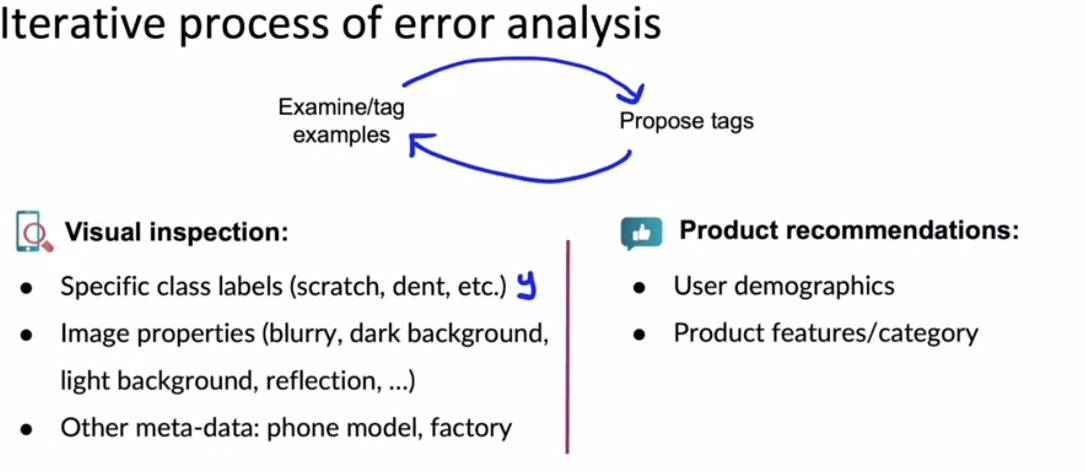 Iterative process of error analysis
Examine/tag
examples
Propose tags
Visual inspection:
● Specific class labels (scratch, dent, etc.) y
● Image properties (blurry, dark background,
light background, reflection, ...)
● Other meta-data: phone model, factory
Product recommendations:
● User demographics
● Product features/category